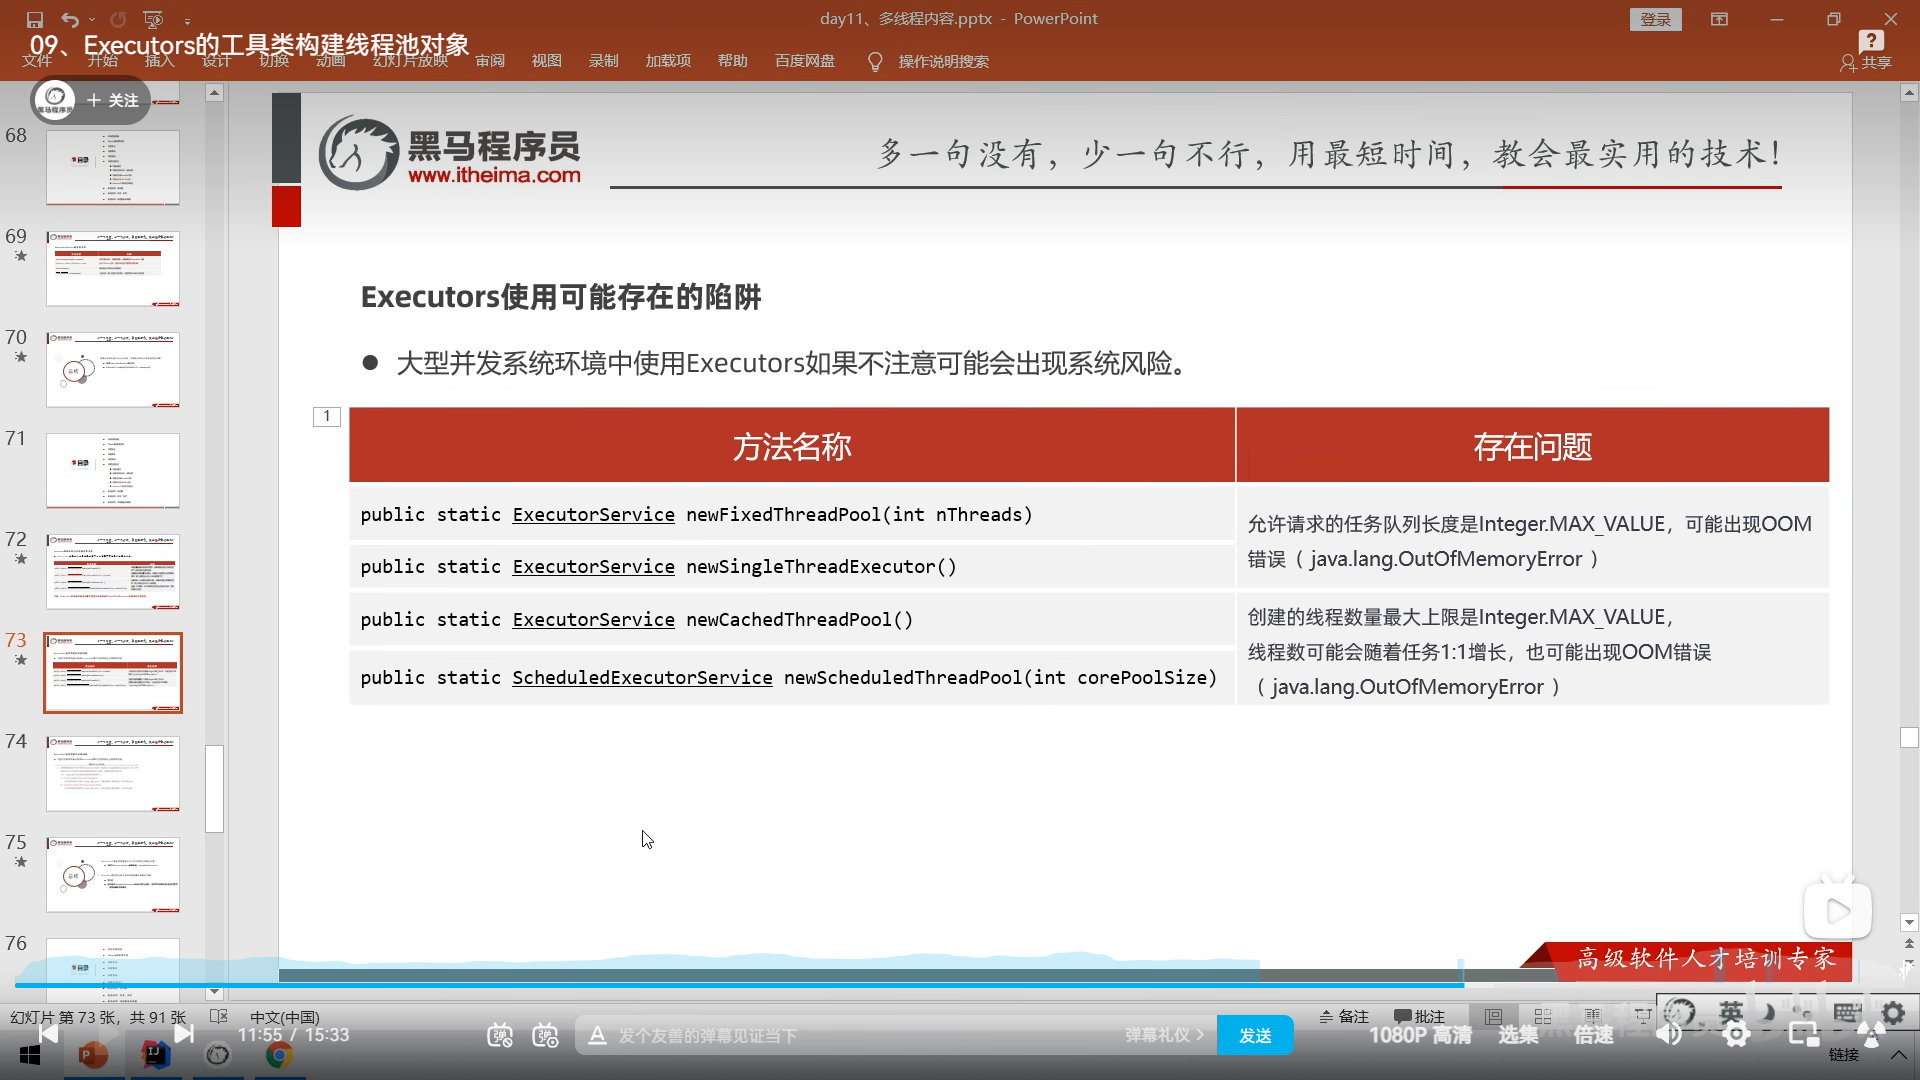 day11、多线程内容.pptx - PowerPoint
登录
09、Executors的工具类构建线程池对象
文件 开始 插入 设计 切换 动画 幻灯片放映 审阅 视图 录制 加载项 帮助 百度网盘 操作说明搜索
共享
+ 关注
黑马程序员
www.itheima.com
多一句没有，少一句不行，用最短时间，教会最实用的技术！
68
69
70
71
72
73
74
75
76
Executors使用可能存在的陷阱
● 大型并发系统环境中使用Executors如果不注意可能会出现系统风险。
1
方法名称 存在问题
public static ExecutorService newFixedThreadPool(int nThreads)
public static ExecutorService newSingleThreadExecutor()
允许请求的任务队列长度是Integer.MAX_VALUE，可能出现OOM
错误（ java.lang.OutOfMemoryError ）
public static ExecutorService newCachedThreadPool()
public static ScheduledExecutorService newScheduledThreadPool(int corePoolSize)
创建的线程数量最大上限是Integer.MAX_VALUE，
线程数可能会随着任务1:1增长，也可能出现OOM错误
（ java.lang.OutOfMemoryError ）
高级软件人才培训专家
幻灯片 第 73 张，共 91 张 中文(中国)
备注 批注
11:55 / 15:33
弹 弹
发个友善的弹幕见证当下
弹幕礼仪
发送
1080P 高清 选集 倍速
英
链接